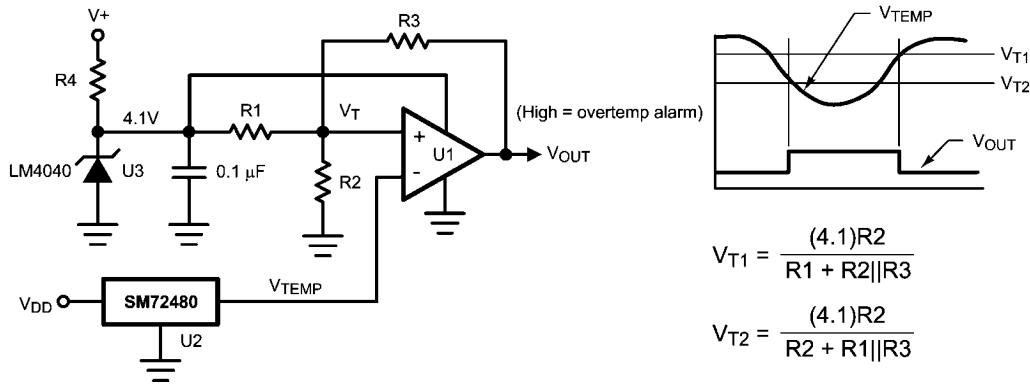 V+
R4
4.1V
LM4040
U3
0.1 µF
R1
VT
R3
R2
U1
+
-
(High = overtemp alarm)
VOUT
VTEMP
VDD
SM72480
U2
VTEMP
VT1
VT2
VOUT
VT1 = (4.1)R2 / R1 + R2||R3
VT2 = (4.1)R2 / R2 + R1||R3